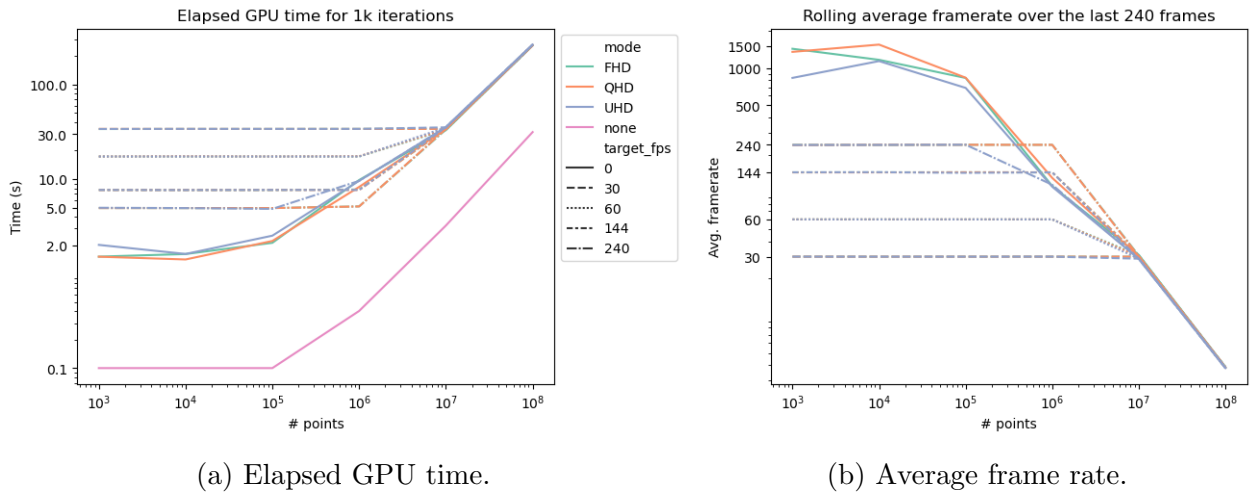 Elapsed GPU time for 1k iterations
Time (s)
100.0
30.0
10.0
5.0
2.0
0.1
10³ 10⁴ 10⁵ 10⁶ 10⁷ 10⁸
# points
mode
FHD
QHD
UHD
none
target_fps
0
30
60
144
240
(a) Elapsed GPU time.
Rolling average framerate over the last 240 frames
Avg. framerate
1500
1000
500
240
144
60
30
10³ 10⁴ 10⁵ 10⁶ 10⁷ 10⁸
# points
(b) Average frame rate.